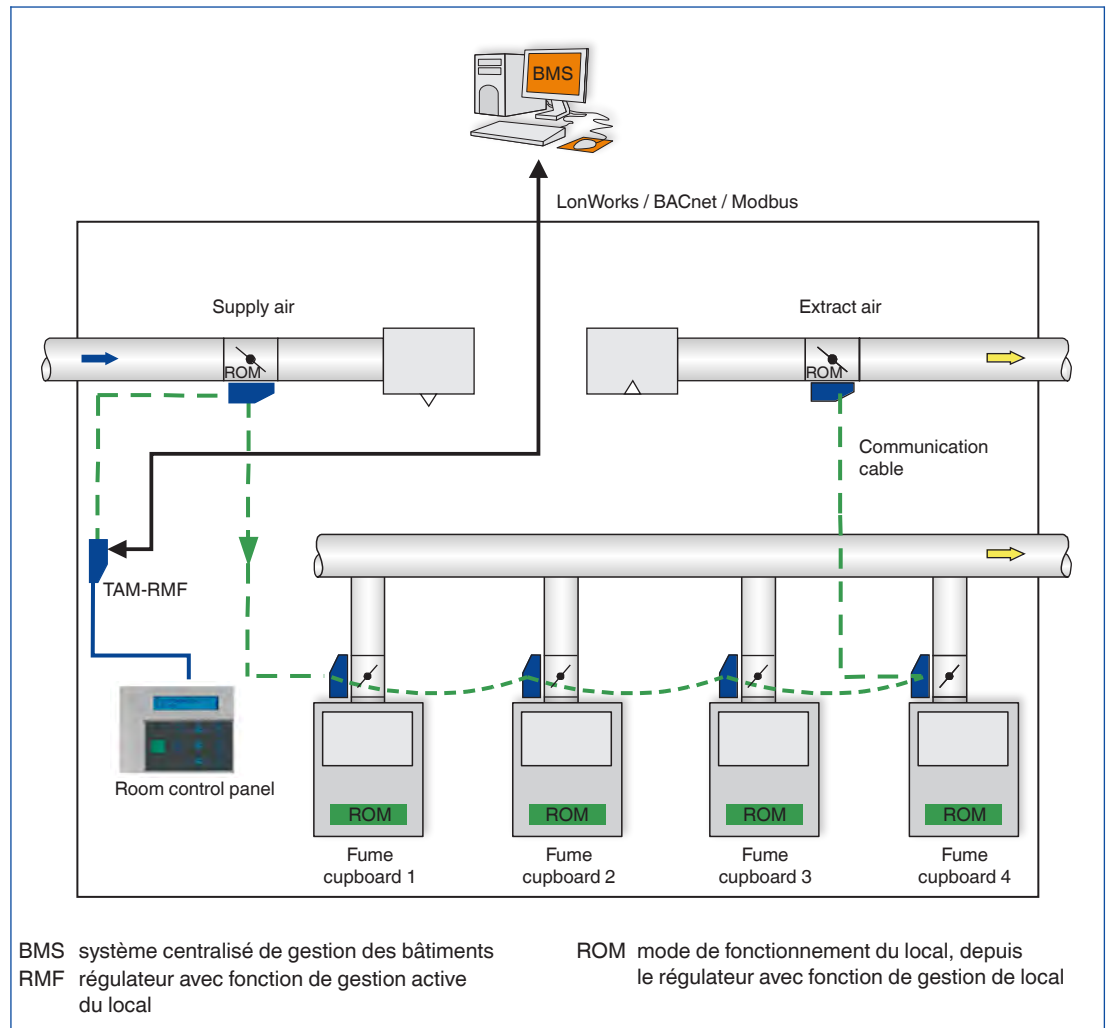 BMS
LonWorks / BACnet / Modbus
Supply air
Extract air
ROM
ROM
Communication
cable
TAM-RMF
Room control panel
ROM
ROM
ROM
ROM
Fume
cupboard 1
Fume
cupboard 2
Fume
cupboard 3
Fume
cupboard 4
BMS système centralisé de gestion des bâtiments
RMF régulateur avec fonction de gestion active
du local
ROM mode de fonctionnement du local, depuis
le régulateur avec fonction de gestion de local